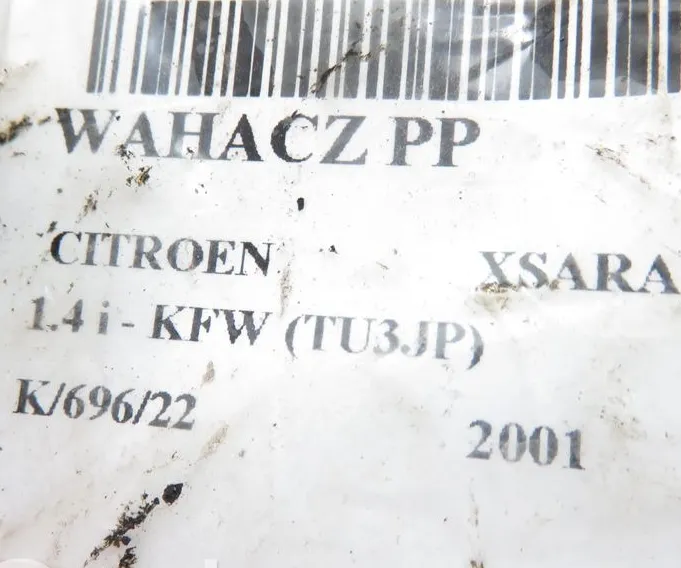 WAHACZ PP
CITROEN XSARA
1.4 i - KFW (TU3JP)
K/696/22 2001